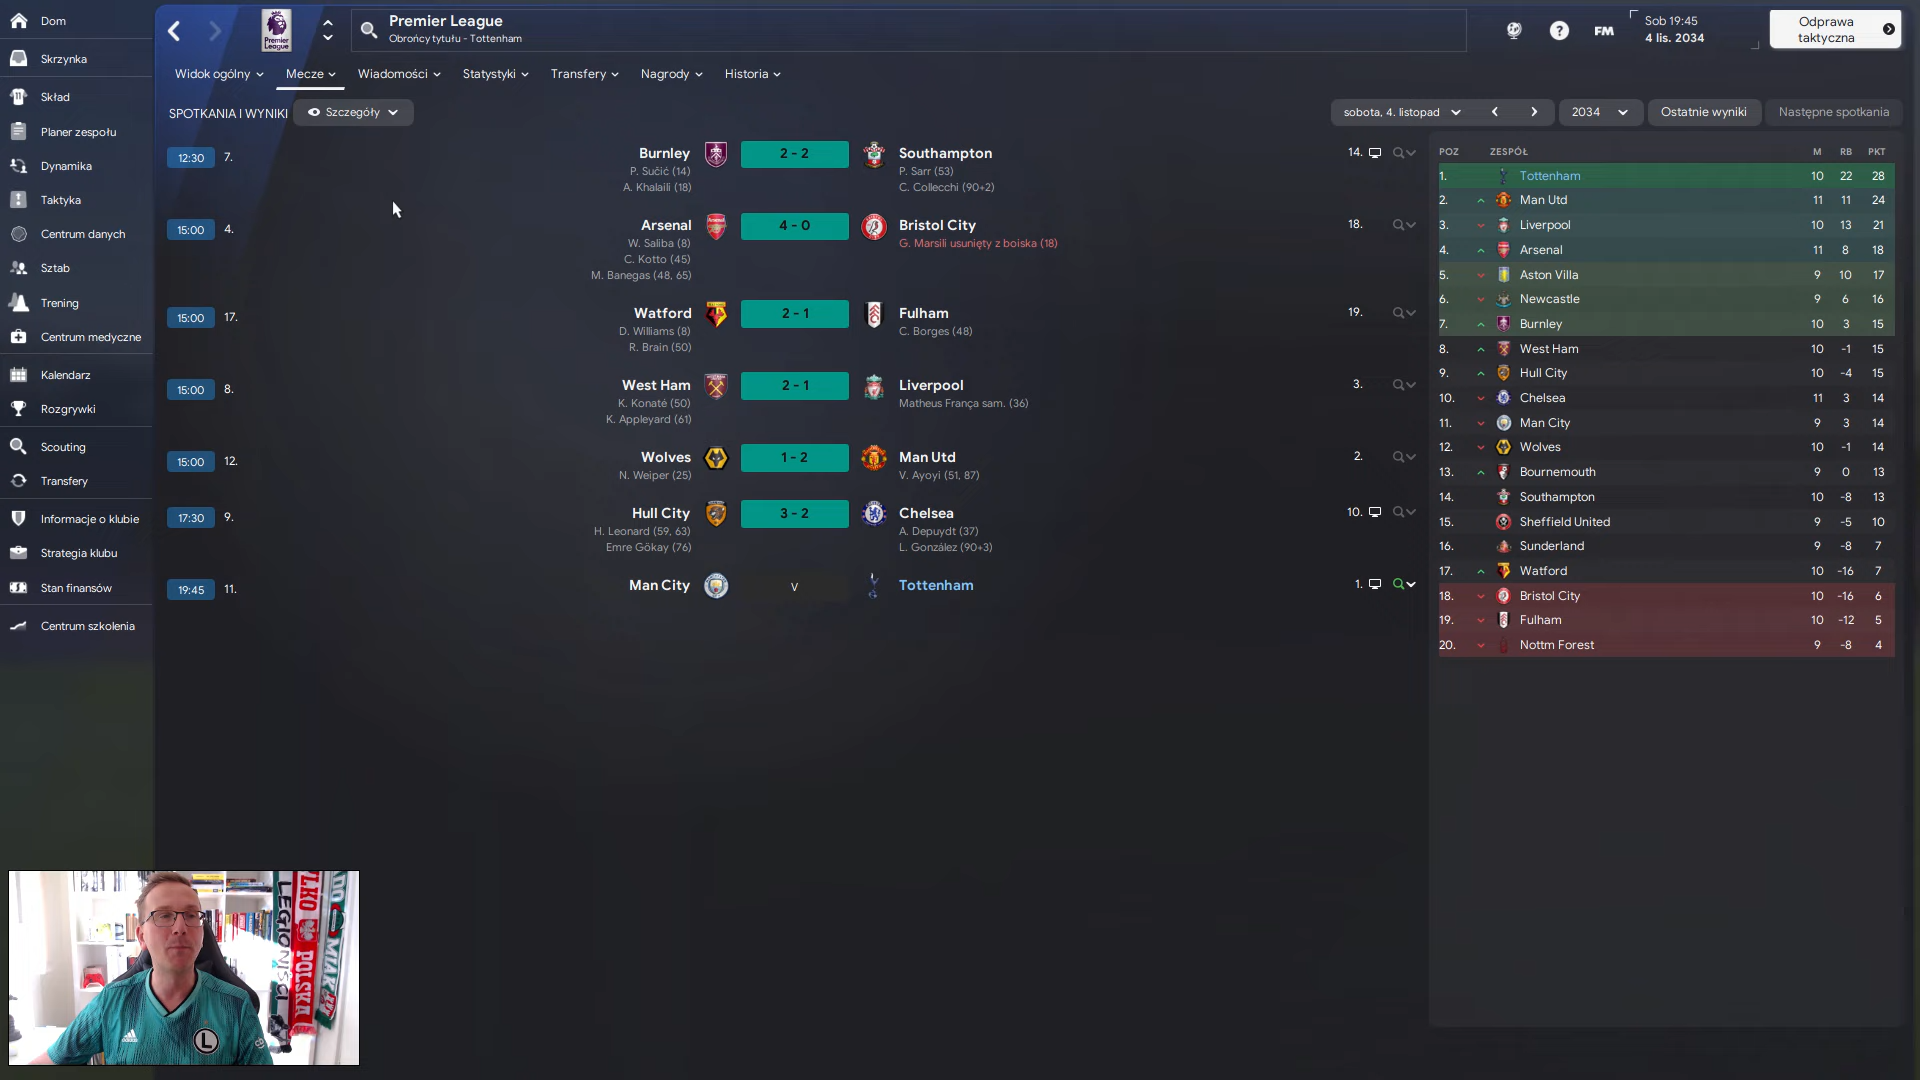 Dom
Skrzynka
Skład
Planer zespołu
Dynamika
Taktyka
Centrum danych
Sztab
Trening
Centrum medyczne
Kalendarz
Rozgrywki
Scouting
Transfery
Informacje o klubie
Strategia klubu
Stan finansów
Centrum szkolenia
Premier League
Premier League
Obrońcy tytułu - Tottenham
FM
Sob 19:45
4 lis. 2034
Odprawa taktyczna
Widok ogólny
Mecze
Wiadomości
Statystyki
Transfery
Nagrody
Historia
SPOTKANIA I WYNIKI
Szczegóły
sobota, 4. listopad
2034
Ostatnie wyniki
Następne spotkania
12:30 7. Burnley 2 - 2 Southampton 14.
P. Sučić (14) P. Sarr (53)
A. Khalaili (18) C. Collecchi (90+2)
15:00 4. Arsenal 4 - 0 Bristol City 18.
W. Saliba (8) G. Marsili usunięty z boiska (18)
C. Kotto (45)
M. Banegas (48, 65)
15:00 17. Watford 2 - 1 Fulham 19.
D. Williams (8) C. Borges (48)
R. Brain (50)
15:00 8. West Ham 2 - 1 Liverpool 3.
K. Konaté (50) Matheus França sam. (36)
K. Appleyard (61)
15:00 12. Wolves 1 - 2 Man Utd 2.
N. Weiper (25) V. Ayoyi (51, 87)
17:30 9. Hull City 3 - 2 Chelsea 10.
H. Leonard (59, 63) A. Depuydt (37)
Emre Gökay (76) L. González (90+3)
19:45 11. Man City v Tottenham 1.
POZ ZESPÓŁ M RB PKT
1. Tottenham 10 22 28
2. Man Utd 11 11 24
3. Liverpool 10 13 21
4. Arsenal 11 8 18
5. Aston Villa 9 10 17
6. Newcastle 9 6 16
7. Burnley 10 3 15
8. West Ham 10 -1 15
9. Hull City 10 -4 15
10. Chelsea 11 3 14
11. Man City 9 3 14
12. Wolves 10 -1 14
13. Bournemouth 9 0 13
14. Southampton 10 -8 13
15. Sheffield United 9 -5 10
16. Sunderland 9 -8 7
17. Watford 10 -16 7
18. Bristol City 10 -16 6
19. Fulham 10 -12 5
20. Nottm Forest 9 -8 4
LEGIONIŚCI
POLSKA
L